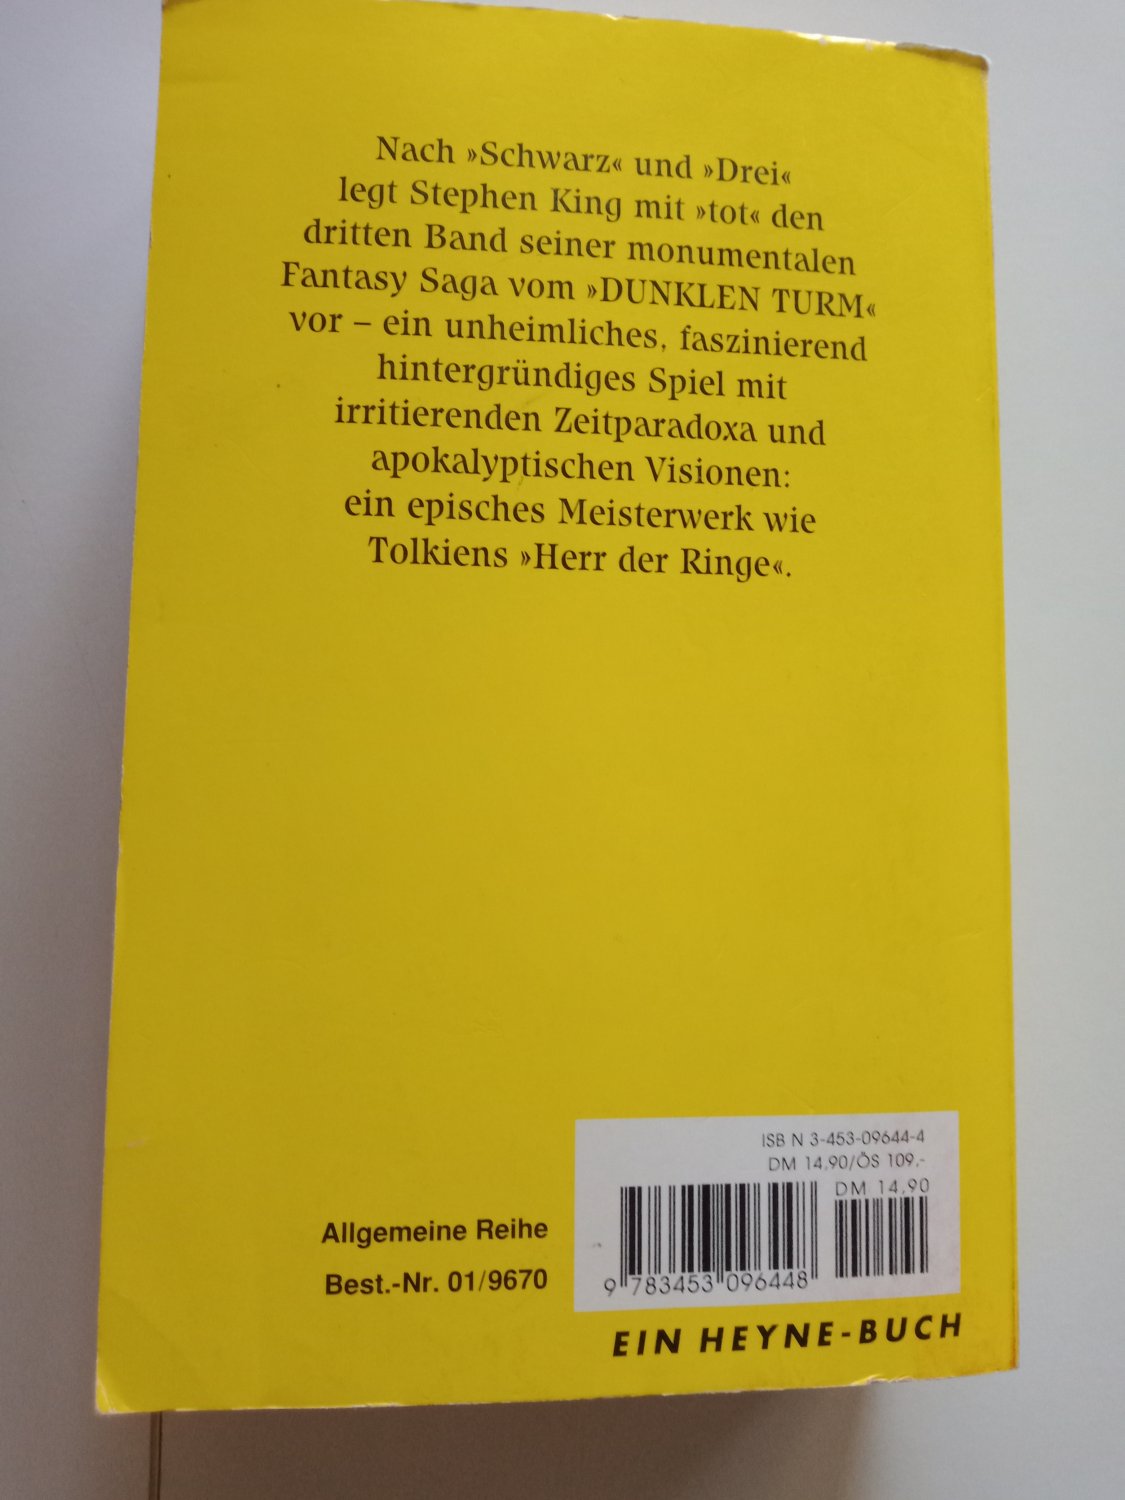 Nach »Schwarz« und »Drei«
legt Stephen King mit »tot« den
dritten Band seiner monumentalen
Fantasy Saga vom »DUNKLEN TURM«
vor – ein unheimliches, faszinierend
hintergründiges Spiel mit
irritierenden Zeitparadoxa und
apokalyptischen Visionen:
ein episches Meisterwerk wie
Tolkiens »Herr der Ringe«.
ISBN 3-453-09644-4
DM 14,90/ÖS 109,-
DM 14,90
9 783453 096448
Allgemeine Reihe
Best.-Nr. 01/9670
EIN HEYNE-BUCH